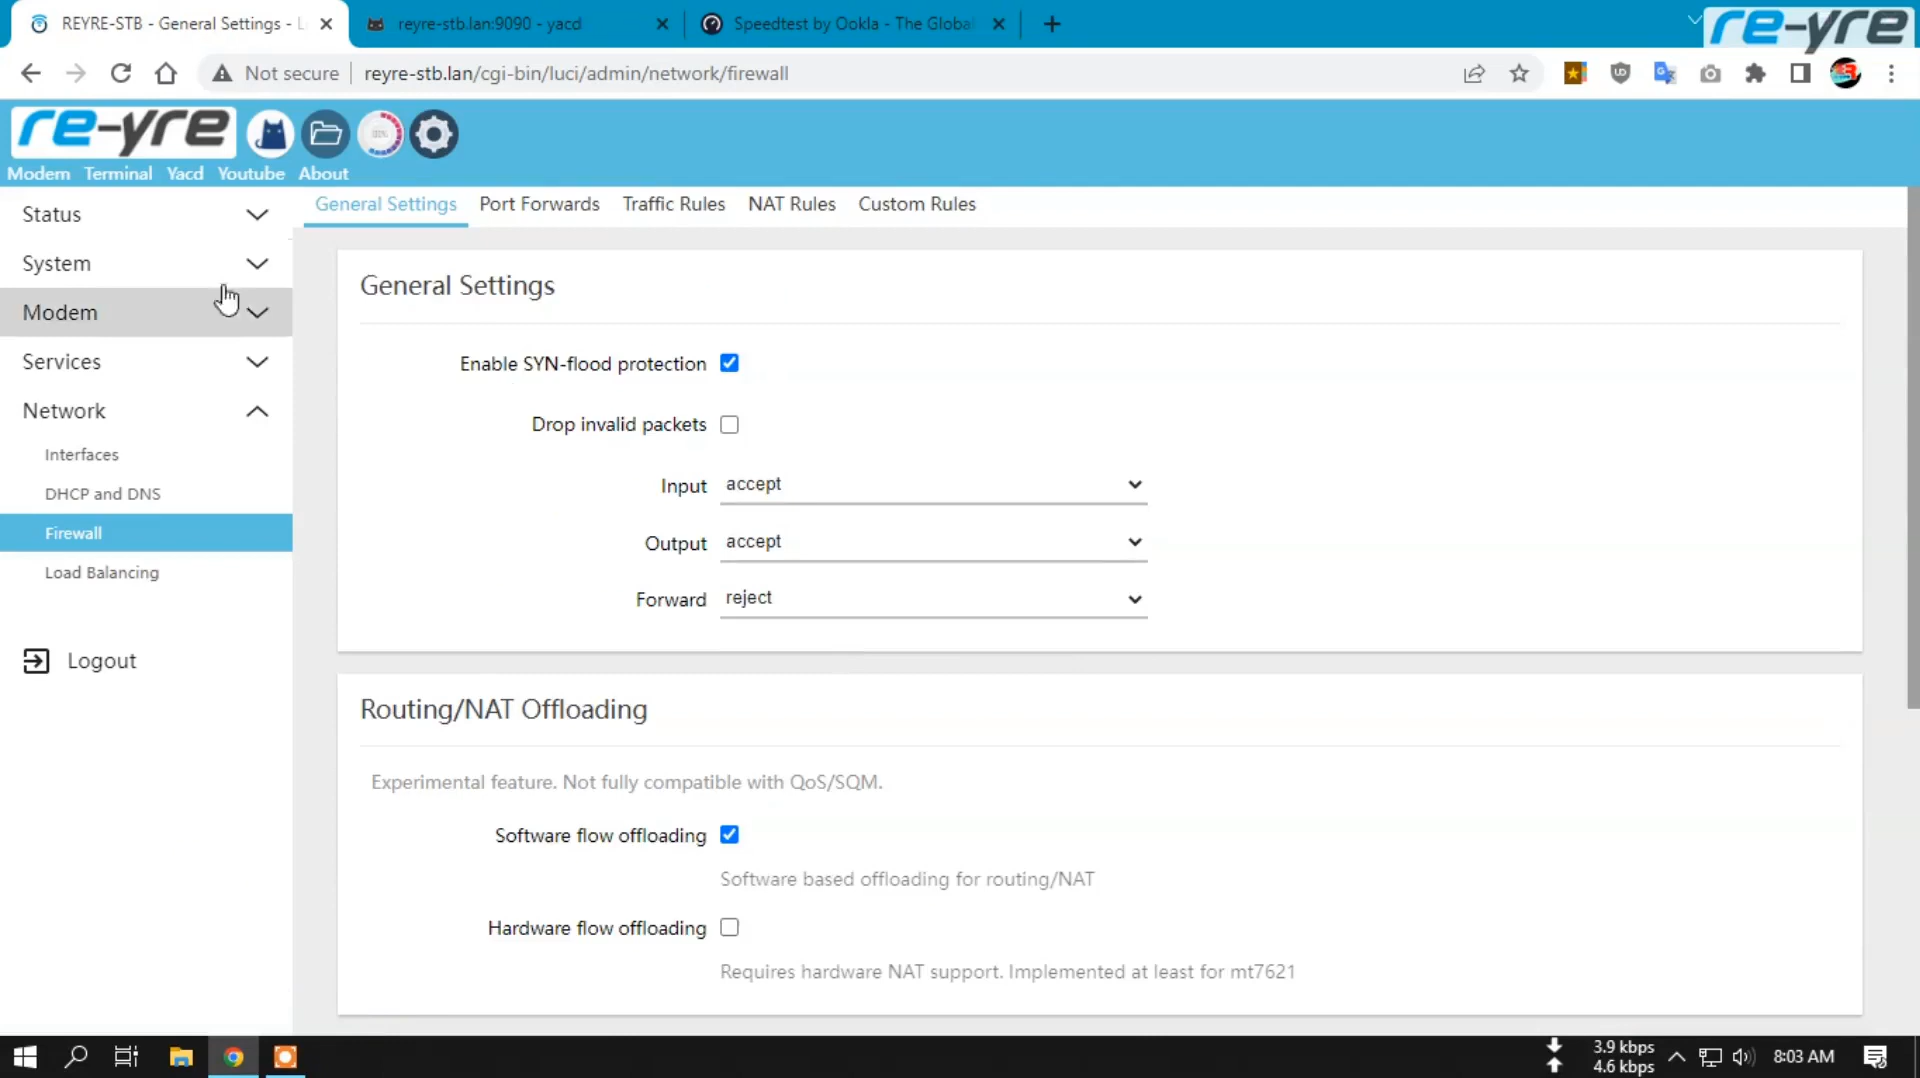 REYRE-STB - General Settings - L
reyre-stb.lan:9090 - yacd
Speedtest by Ookla - The Global
re-yre
Not secure
reyre-stb.lan/cgi-bin/luci/admin/network/firewall
re-yre
Modem Terminal Yacd Youtube About
Status
System
Modem
Services
Network
Interfaces
DHCP and DNS
Firewall
Load Balancing
Logout
General Settings Port Forwards Traffic Rules NAT Rules Custom Rules
General Settings
Enable SYN-flood protection
Drop invalid packets
Input accept
Output accept
Forward reject
Routing/NAT Offloading
Experimental feature. Not fully compatible with QoS/SQM.
Software flow offloading
Software based offloading for routing/NAT
Hardware flow offloading
Requires hardware NAT support. Implemented at least for mt7621
3.9 kbps
4.6 kbps
8:03 AM